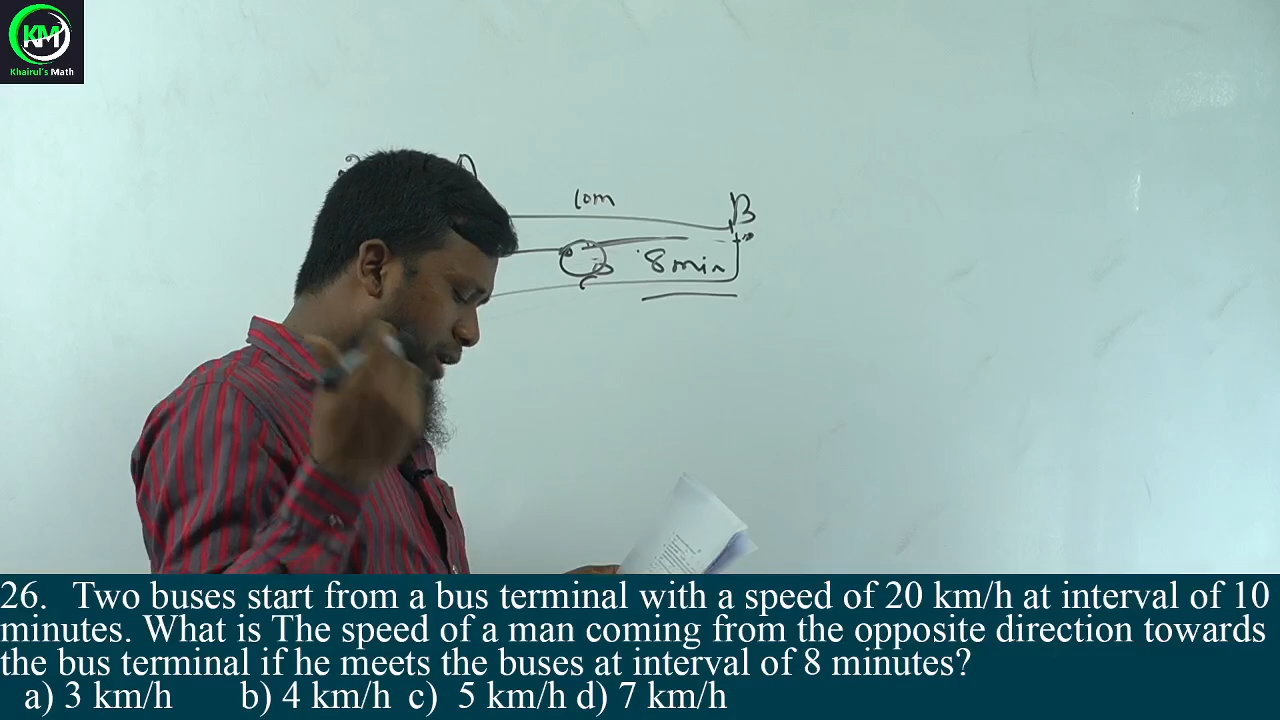 KM
Khairul's Math
10m
B
8 min
26. Two buses start from a bus terminal with a speed of 20 km/h at interval of 10
minutes. What is The speed of a man coming from the opposite direction towards
the bus terminal if he meets the buses at interval of 8 minutes?
a) 3 km/h b) 4 km/h c) 5 km/h d) 7 km/h